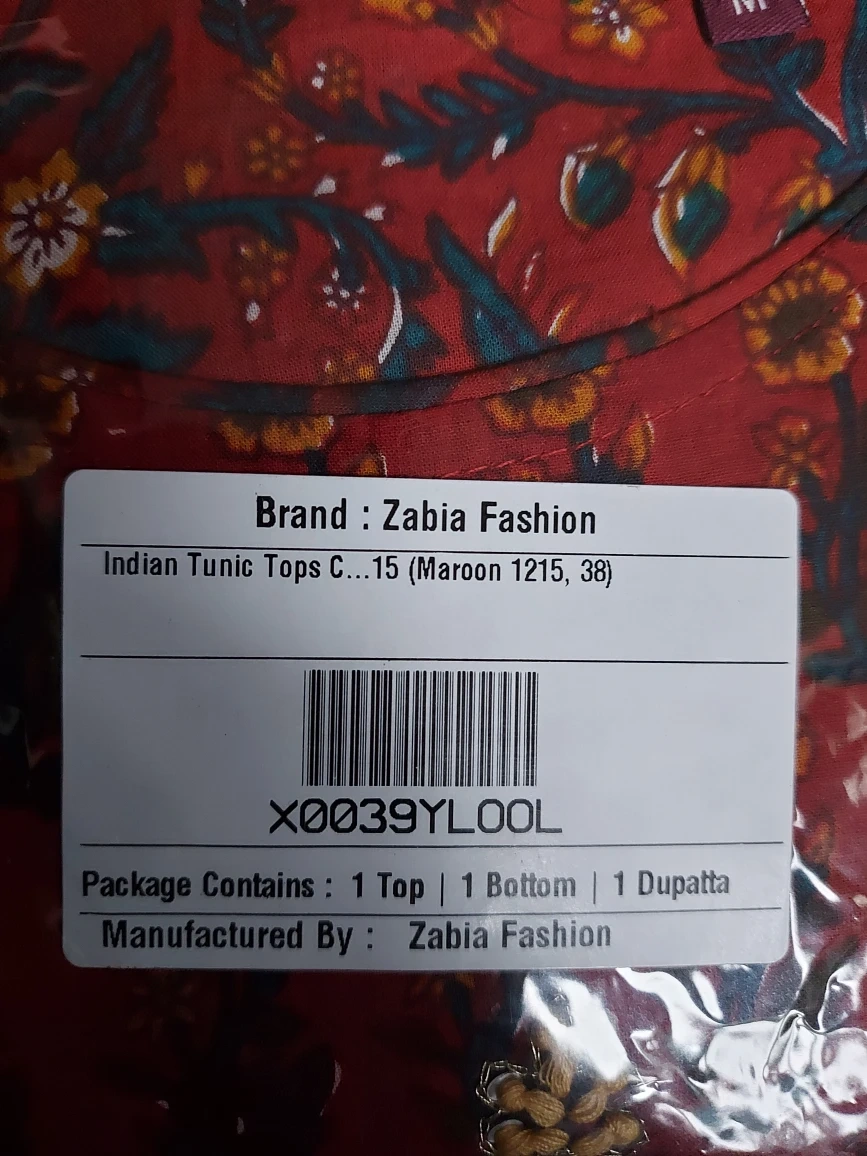 M
Brand : Zabia Fashion
Indian Tunic Tops C...15 (Maroon 1215, 38)
X0039YLOOL
Package Contains : 1 Top | 1 Bottom | 1 Dupatta
Manufactured By : Zabia Fashion